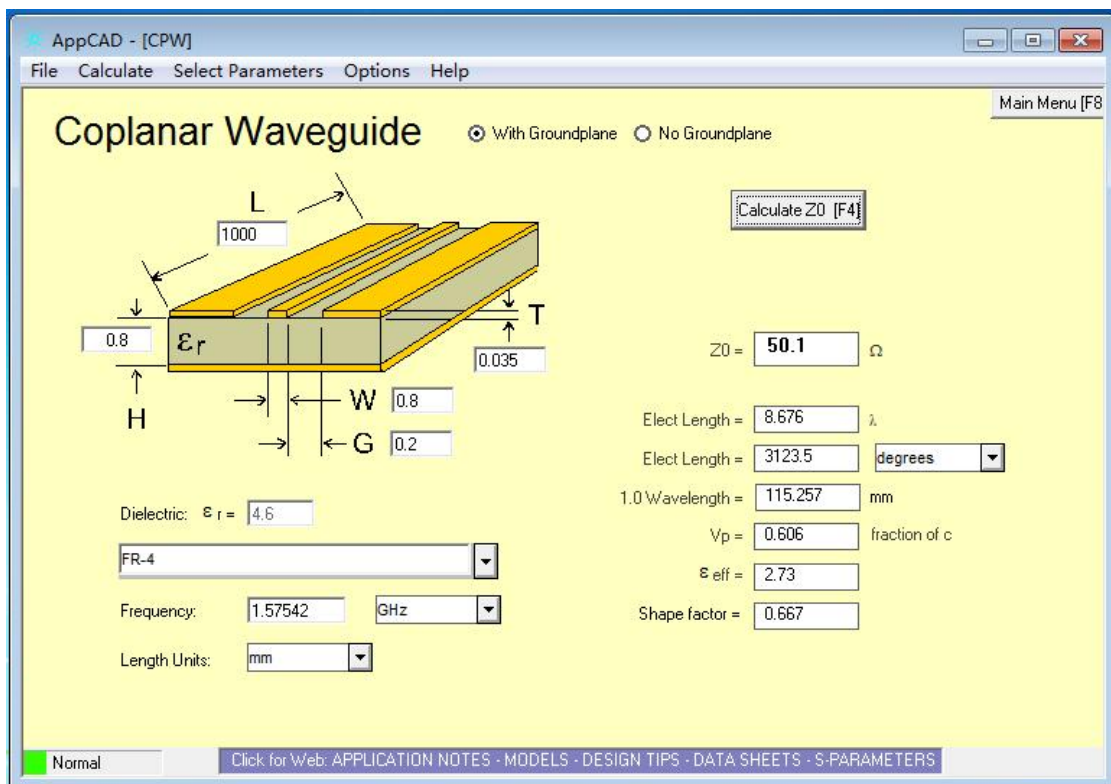 AppCAD - [CPW]
File Calculate Select Parameters Options Help
Main Menu [F8
Coplanar Waveguide
With Groundplane No Groundplane
Calculate Z0 [F4]
L
1000
0.8
εr
T
0.035
H
W 0.8
G 0.2
Z0 = 50.1 Ω
Elect Length = 8.676 λ
Elect Length = 3123.5 degrees
1.0 Wavelength = 115.257 mm
Vp = 0.606 fraction of c
ε eff = 2.73
Shape factor = 0.667
Dielectric: ε r = 4.6
FR-4
Frequency: 1.57542 GHz
Length Units: mm
Normal
Click for Web: APPLICATION NOTES - MODELS - DESIGN TIPS - DATA SHEETS - S-PARAMETERS